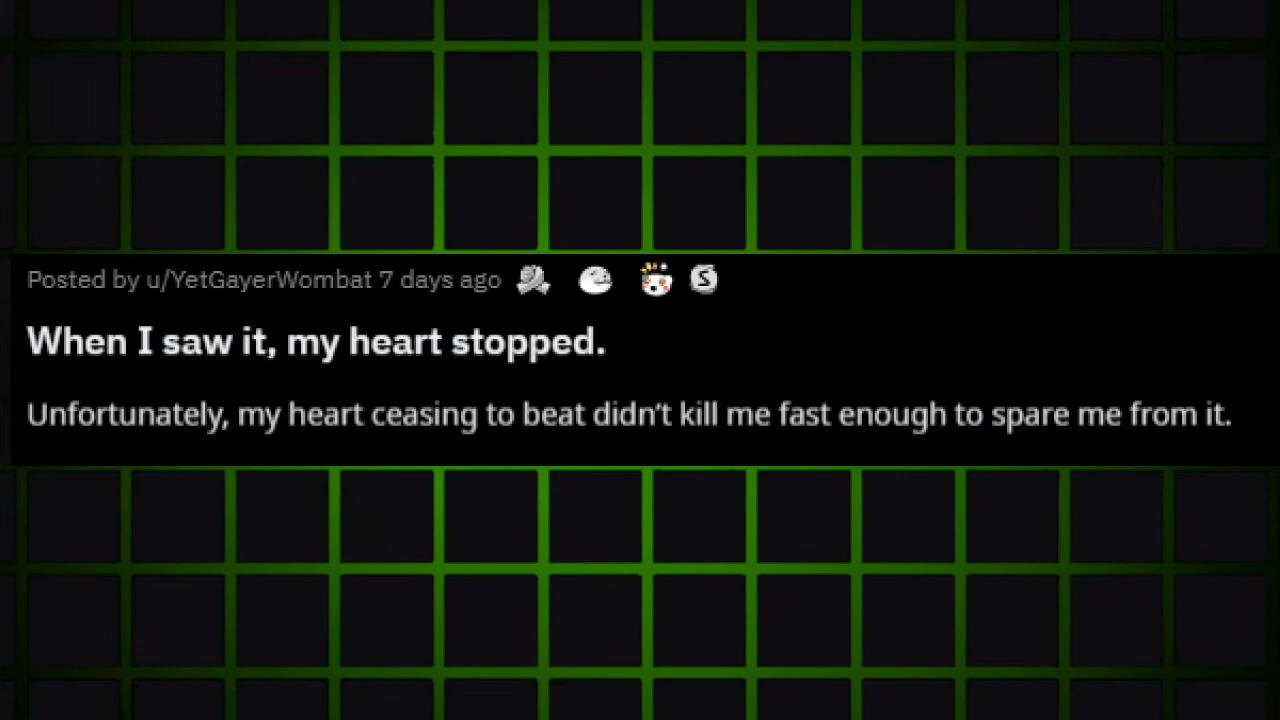 Posted by u/YetGayerWombat 7 days ago
When I saw it, my heart stopped.
Unfortunately, my heart ceasing to beat didn’t kill me fast enough to spare me from it.